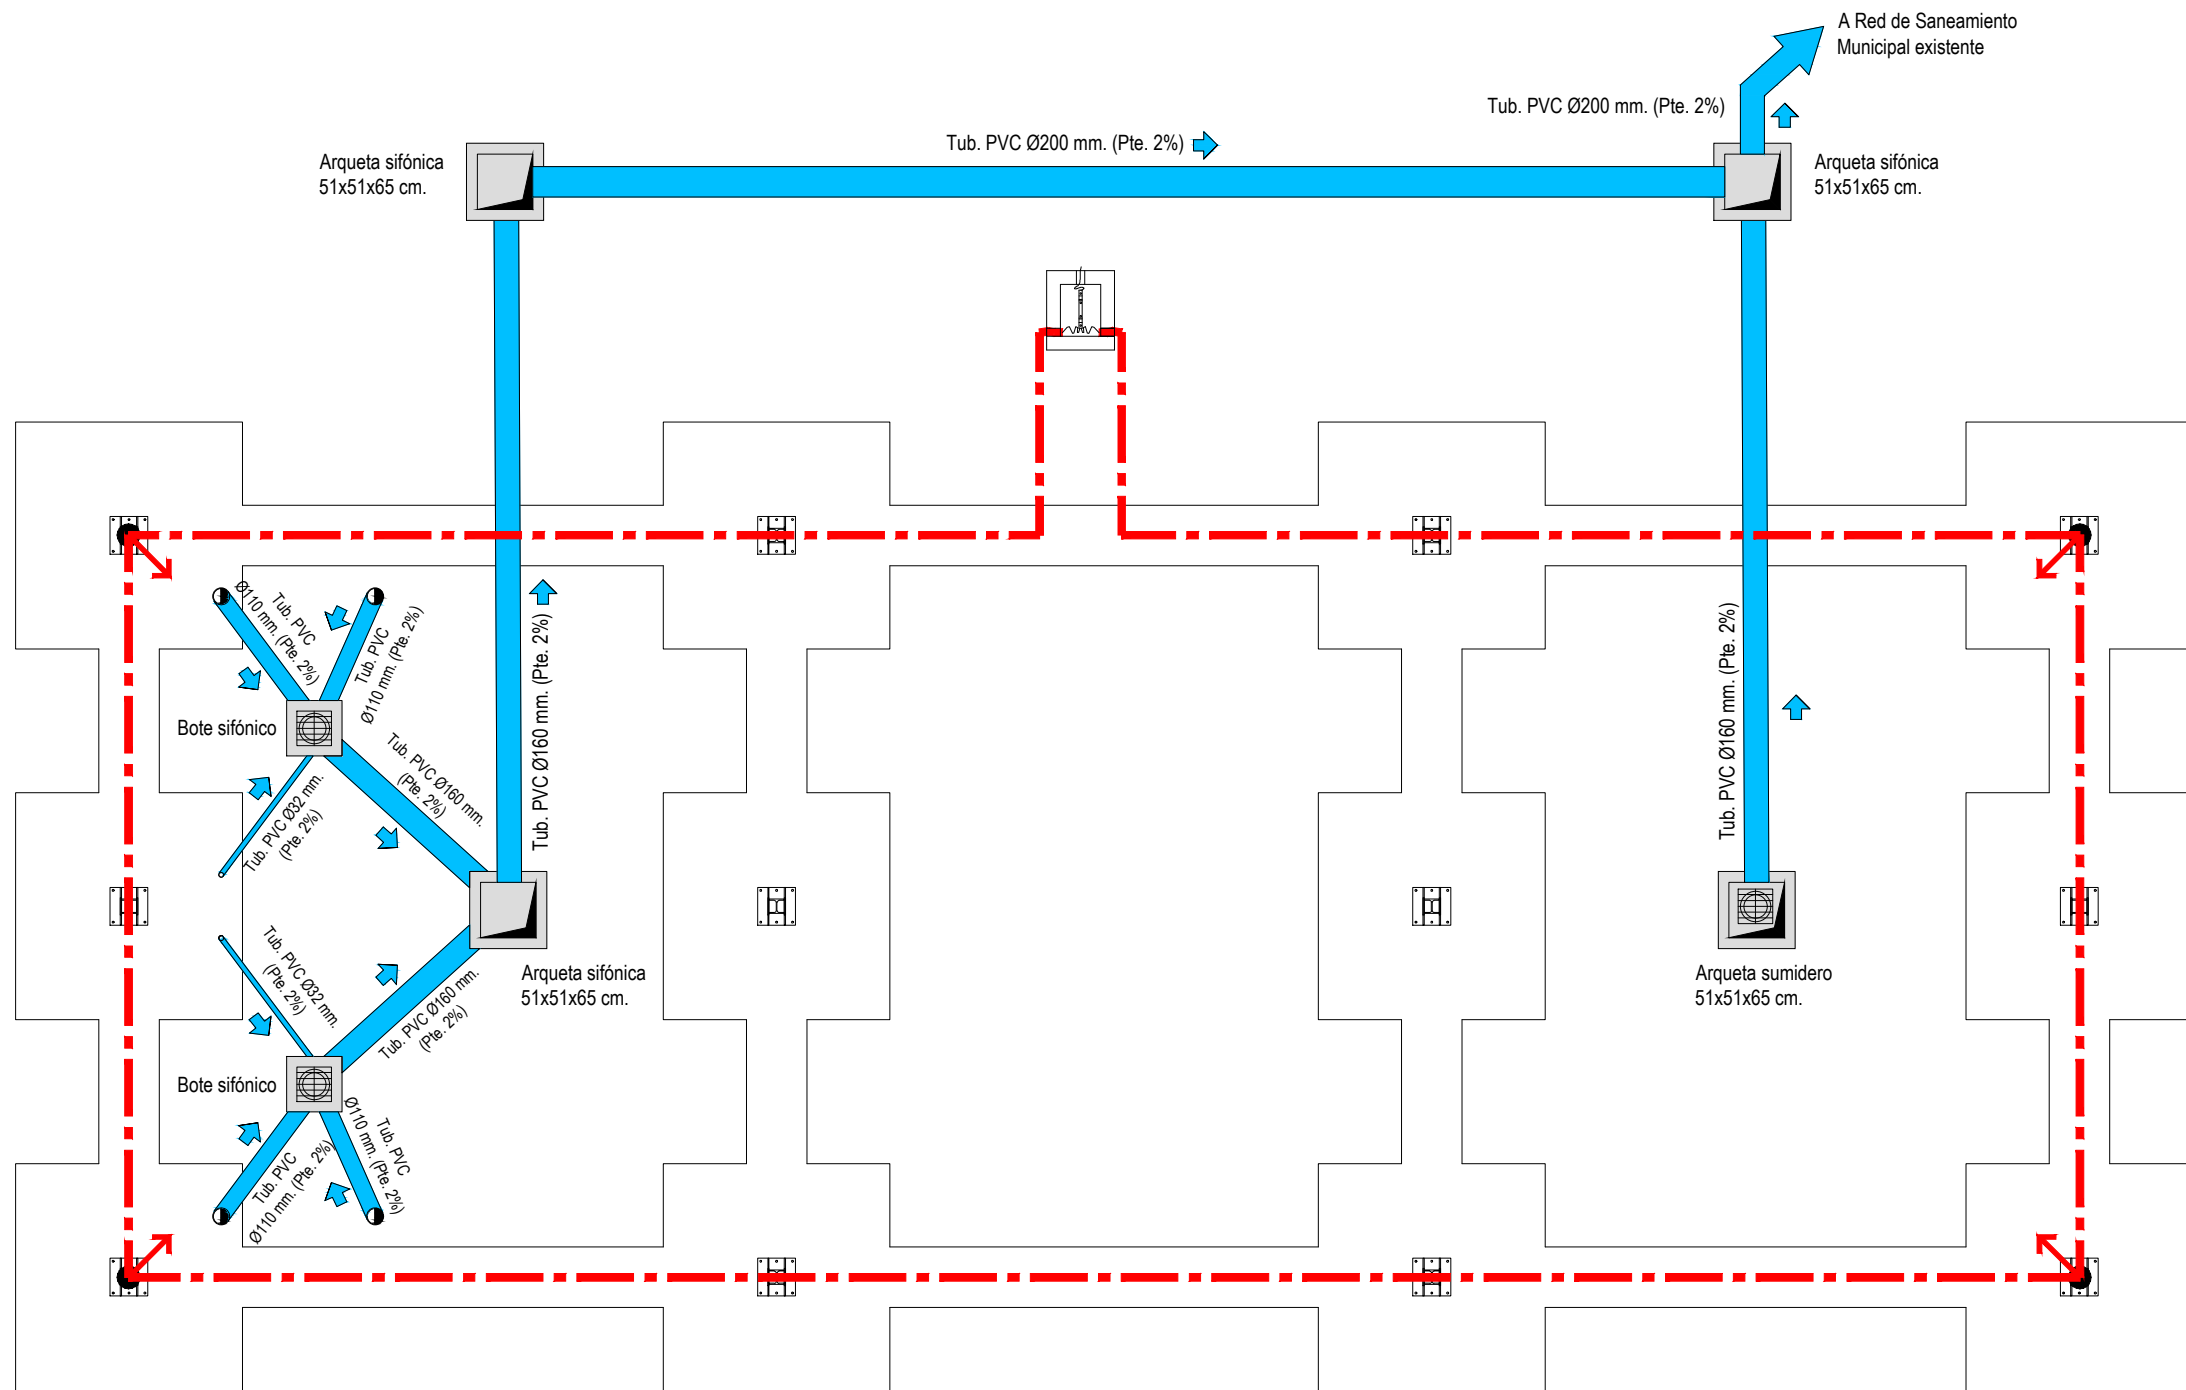 A Red de Saneamiento
Municipal existente
Tub. PVC Ø200 mm. (Pte. 2%)
Tub. PVC Ø200 mm. (Pte. 2%)
Arqueta sifónica
51x51x65 cm.
Arqueta sifónica
51x51x65 cm.
Tub. PVC
Ø110 mm. (Pte. 2%)
Tub. PVC
Ø110 mm. (Pte. 2%)
Bote sifónico
Tub. PVC Ø160 mm.
(Pte. 2%)
Tub. PVC Ø32 mm.
(Pte. 2%)
Tub. PVC Ø160 mm. (Pte. 2%)
Tub. PVC Ø160 mm. (Pte. 2%)
Tub. PVC Ø32 mm.
(Pte. 2%)
Arqueta sifónica
51x51x65 cm.
Arqueta sumidero
51x51x65 cm.
Tub. PVC Ø160 mm.
(Pte. 2%)
Bote sifónico
Tub. PVC
Ø110 mm. (Pte. 2%)
Tub. PVC
Ø110 mm. (Pte. 2%)